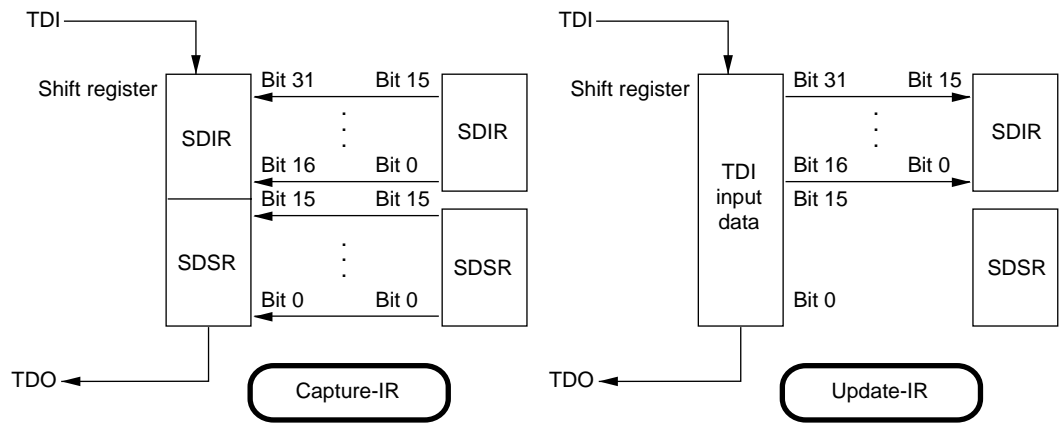 TDI
Shift register
Bit 31 Bit 15
SDIR
SDIR
Bit 16 Bit 0
Bit 15 Bit 15
SDSR
SDSR
Bit 0 Bit 0
TDO
Capture-IR
TDI
Shift register
Bit 31 Bit 15
SDIR
TDI
input
data
Bit 16 Bit 0
Bit 15
SDSR
Bit 0
TDO
Update-IR